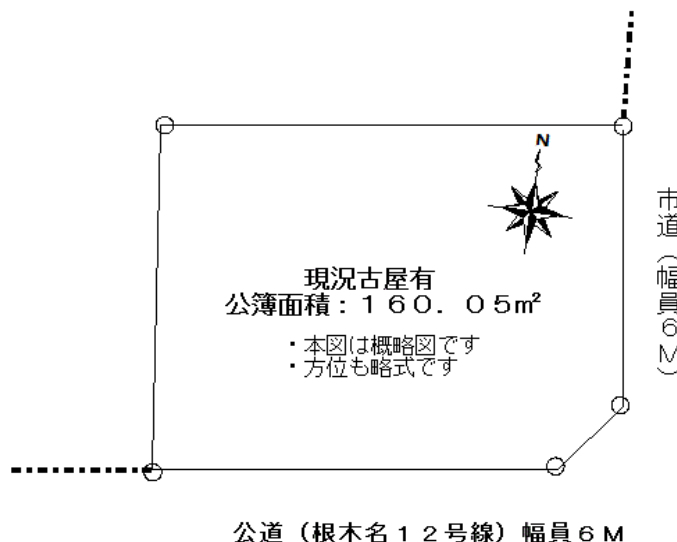 N
市道（幅員６Ｍ）
現況古屋有
公簿面積：１６０．０５㎡
・本図は概略図です
・方位も略式です
公道（根木名１２号線）幅員６Ｍ